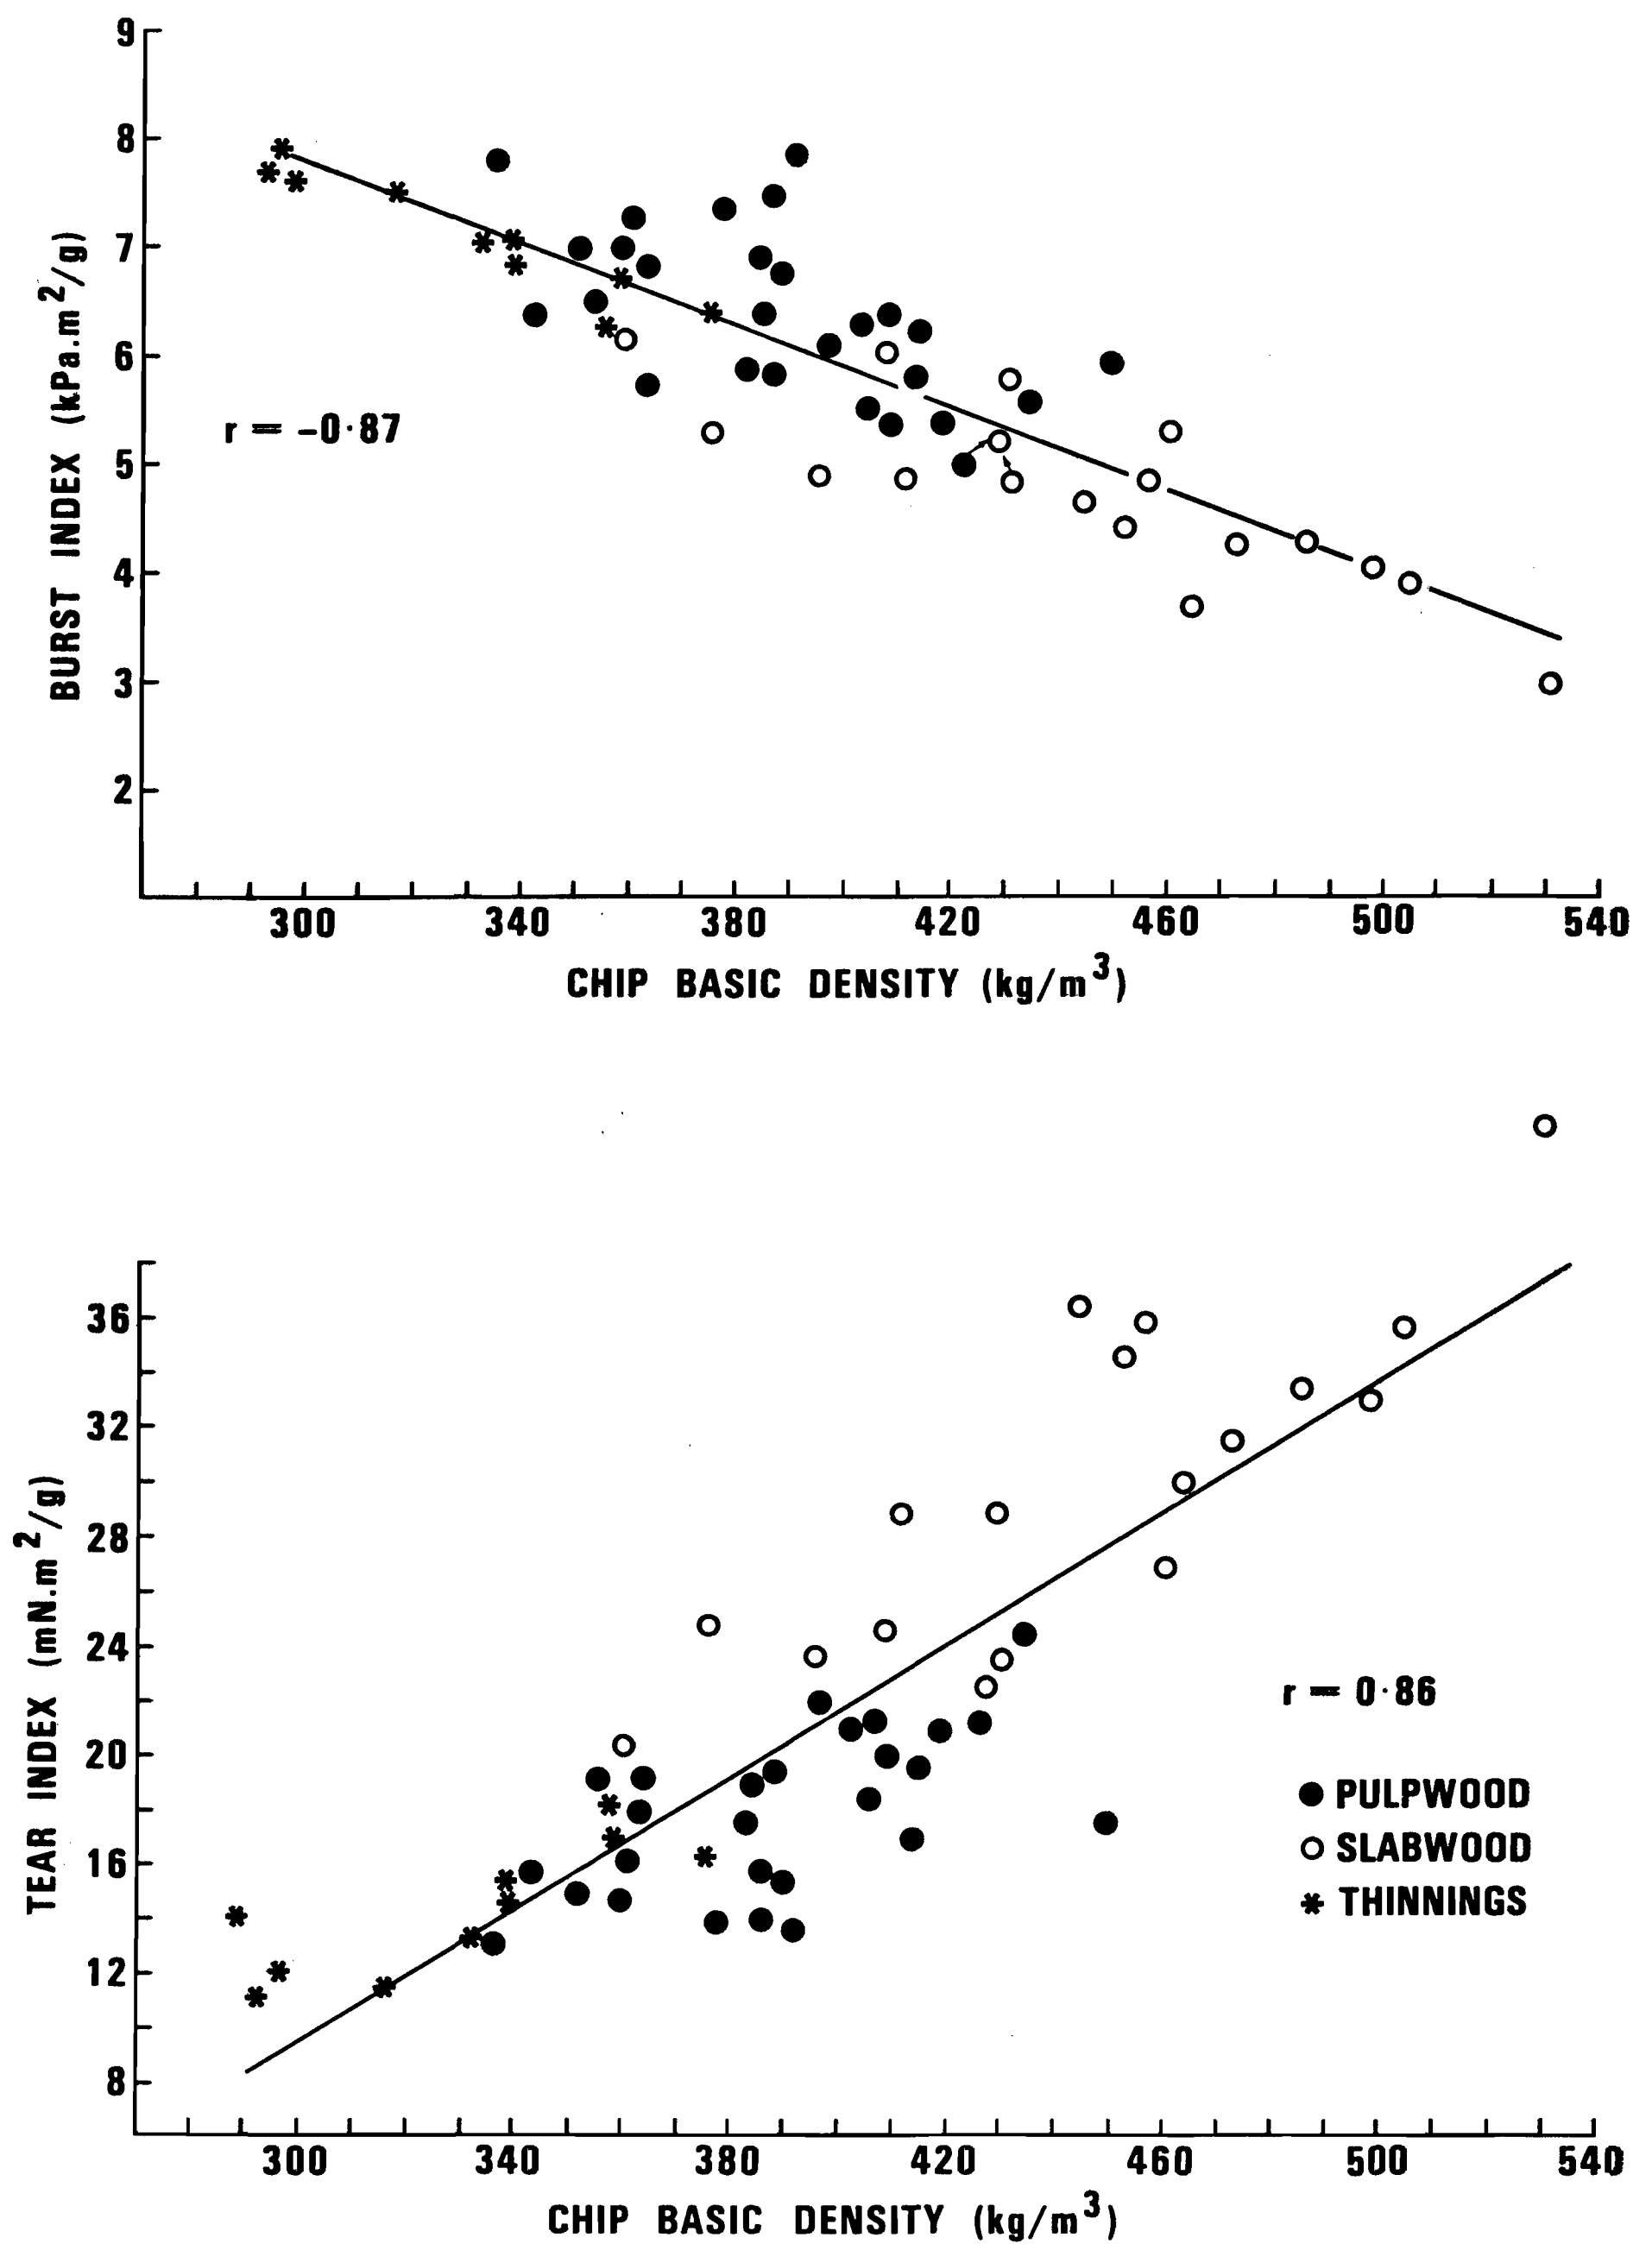 9
8
7
6
5
4
3
2
BURST INDEX (kPa.m²/g)
r = -0·87
300 340 380 420 460 500 540
CHIP BASIC DENSITY (kg/m³)
36
32
28
24
20
16
12
8
TEAR INDEX (mN.m²/g)
r = 0·86
PULPWOOD
SLABWOOD
THINNINGS
300 340 380 420 460 500 540
CHIP BASIC DENSITY (kg/m³)